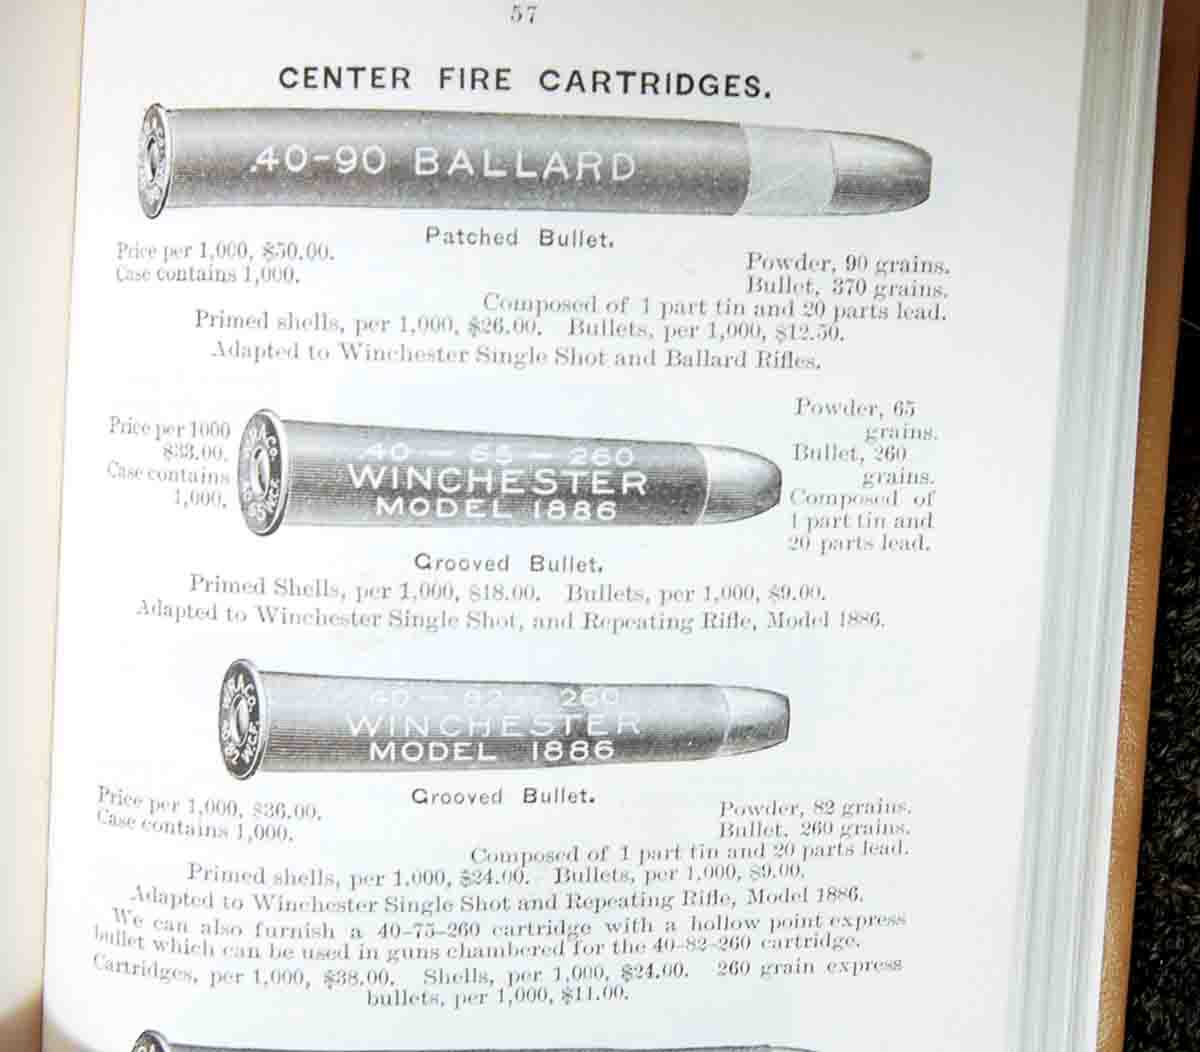 57
CENTER FIRE CARTRIDGES.
.40-90 BALLARD
Patched Bullet.
Price per 1,000, $50.00.
Case contains 1,000.
Powder, 90 grains.
Bullet, 370 grains.
Composed of 1 part tin and 20 parts lead.
Primed shells, per 1,000, $26.00. Bullets, per 1,000, $12.50.
Adapted to Winchester Single Shot and Ballard Rifles.
Price per 1000
$33.00.
Case contains
1,000.
W.R.A.Co.
.65 W.C.F.
.40-65-260
WINCHESTER
MODEL 1886
Powder, 65
grains.
Bullet, 260
grains.
Composed of
1 part tin and
20 parts lead.
Grooved Bullet.
Primed Shells, per 1,000, $18.00. Bullets, per 1,000, $9.00.
Adapted to Winchester Single Shot, and Repeating Rifle, Model 1886.
W.R.A.Co.
W.C.F.
40-82-260
WINCHESTER
MODEL 1886
Grooved Bullet.
Price per 1,000, $36.00.
Case contains 1,000.
Powder, 82 grains.
Bullet, 260 grains.
Composed of 1 part tin and 20 parts lead.
Primed shells, per 1.000, $24.00. Bullets, per 1,000, $9.00.
Adapted to Winchester Single Shot and Repeating Rifle, Model 1886.
We can also furnish a 40-75-260 cartridge with a hollow point express
bullet which can be used in guns chambered for the 40-82-260 cartridge.
Cartridges, per 1,000, $38.00. Shells, per 1,000, $24.00. 260 grain express
bullets, per 1,000, $11.00.